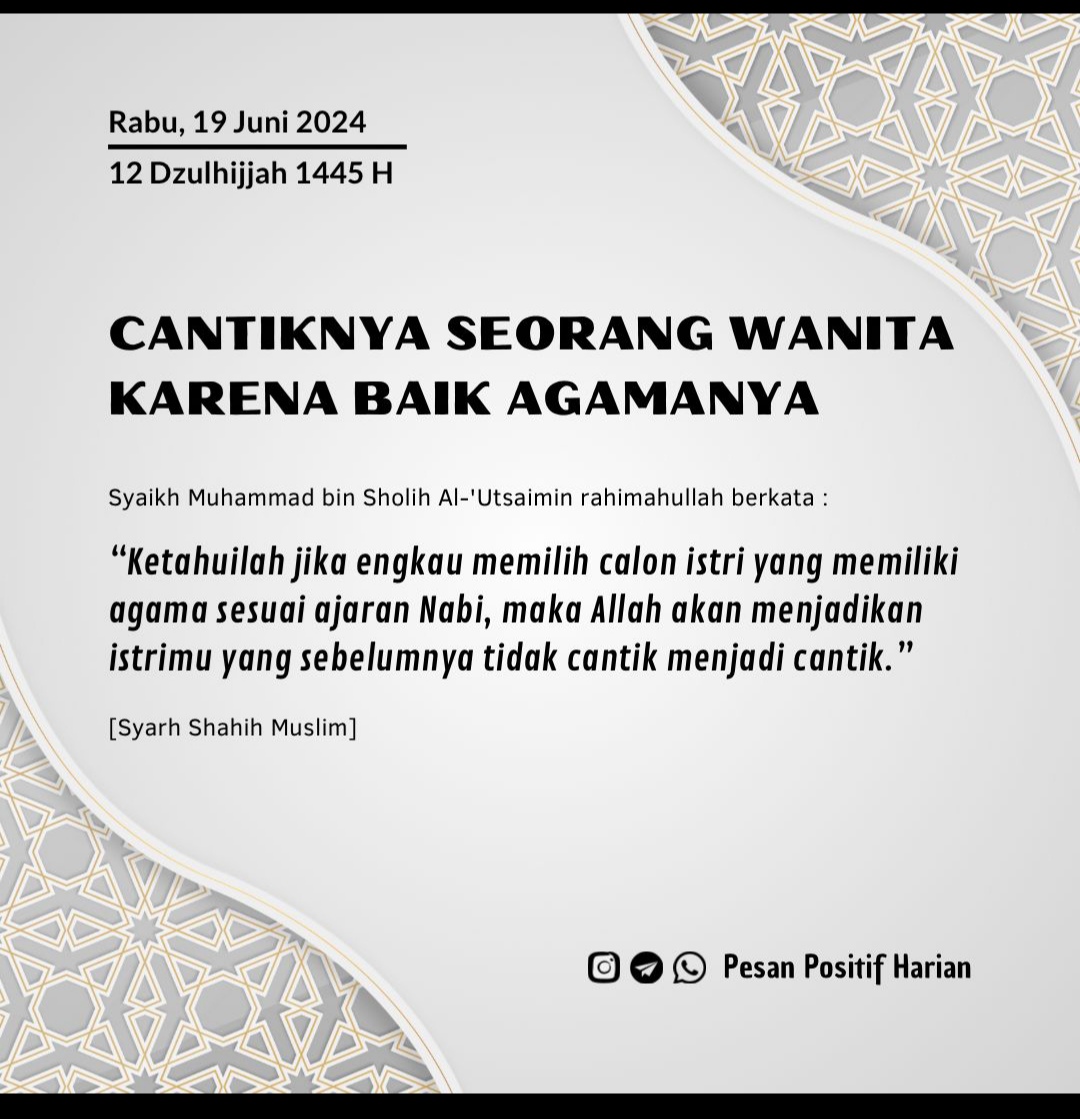 Rabu, 19 Juni 2024
12 Dzulhijjah 1445 H
CANTIKNYA SEORANG WANITA
KARENA BAIK AGAMANYA
Syaikh Muhammad bin Sholih Al-'Utsaimin rahimahullah berkata :
“Ketahuilah jika engkau memilih calon istri yang memiliki
agama sesuai ajaran Nabi, maka Allah akan menjadikan
istrimu yang sebelumnya tidak cantik menjadi cantik.”
[Syarh Shahih Muslim]
Pesan Positif Harian